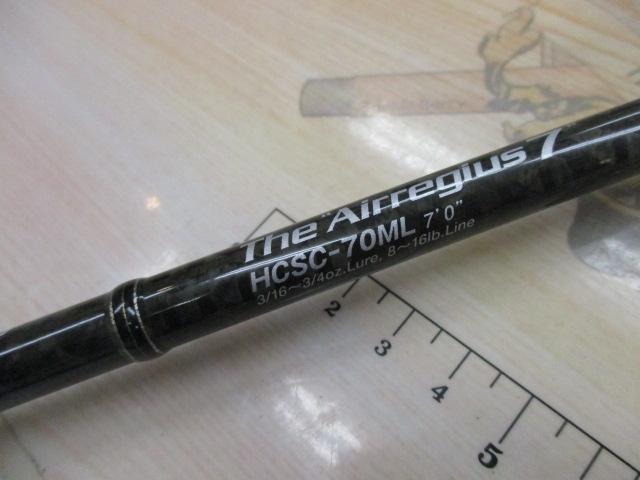 The "Airregius 7
HCSC-70ML 7'0"
3/16~3/4oz.Lure, 8~16lb.Line
2
3
4
5